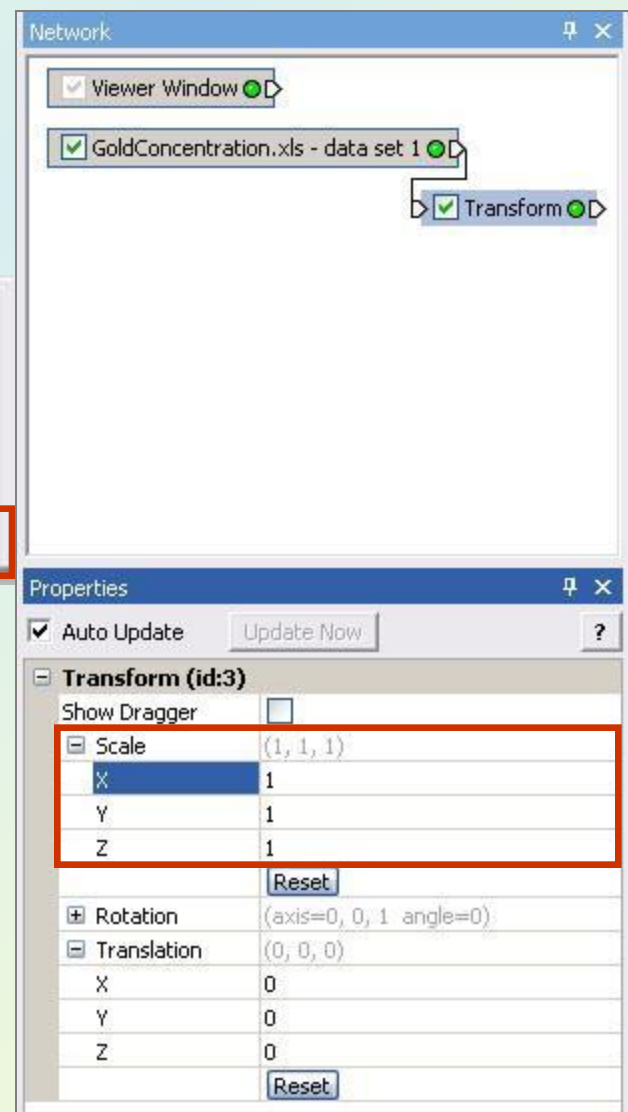 Network
Viewer Window
GoldConcentration.xls - data set 1
Transform
Properties
Auto Update Update Now ?
Transform (id:3)
Show Dragger
Scale (1, 1, 1)
X 1
Y 1
Z 1
Reset
Rotation (axis=0, 0, 1 angle=0)
Translation (0, 0, 0)
X 0
Y 0
Z 0
Reset